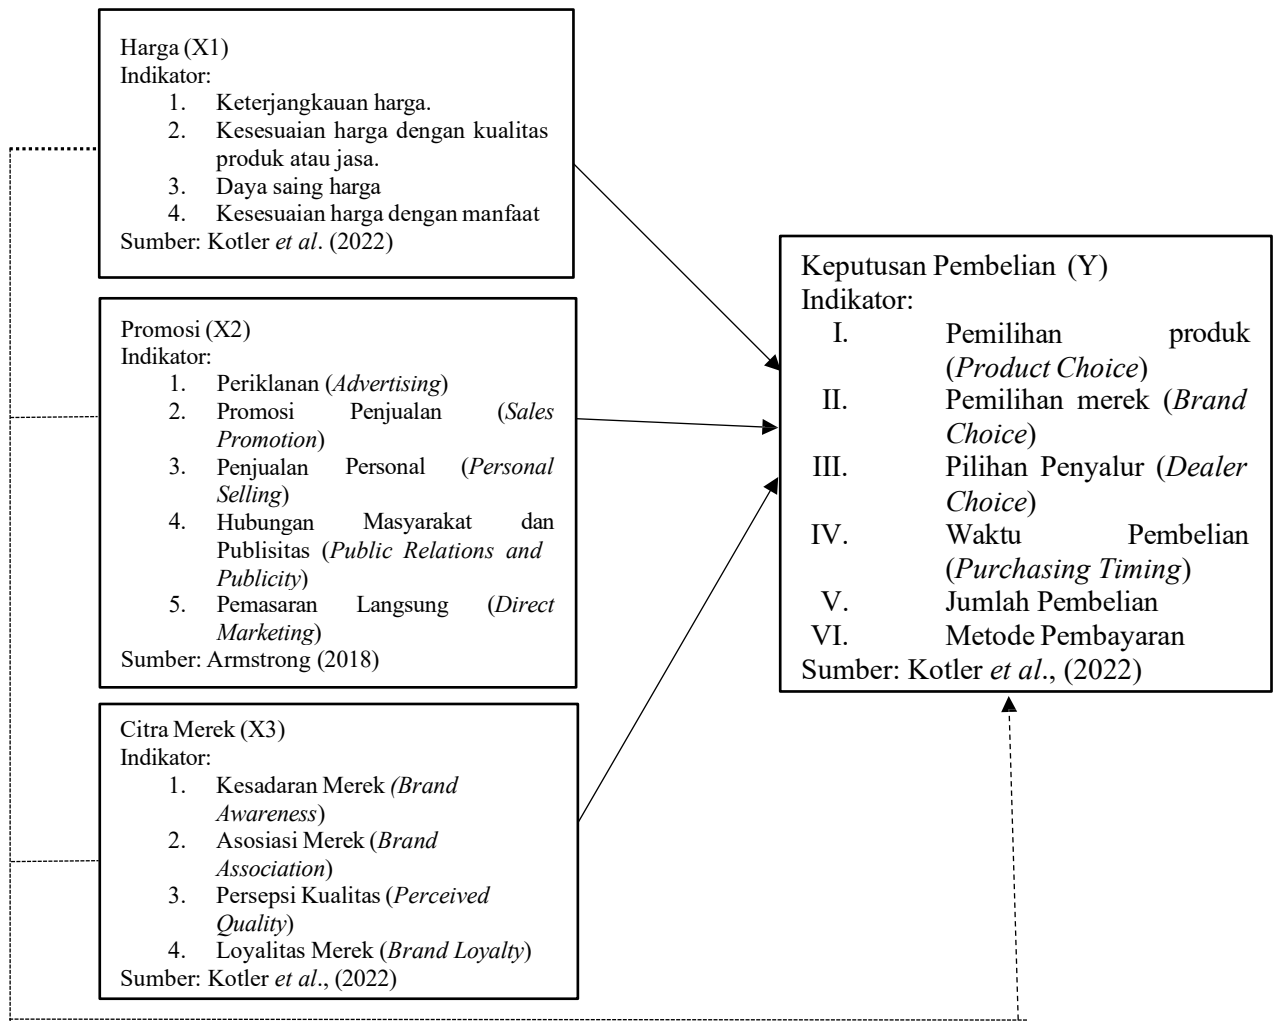 Harga (X1)
Indikator:
1. Keterjangkauan harga.
2. Kesesuaian harga dengan kualitas
produk atau jasa.
3. Daya saing harga
4. Kesesuaian harga dengan manfaat
Sumber: Kotler et al. (2022)
Promosi (X2)
Indikator:
1. Periklanan (Advertising)
2. Promosi Penjualan (Sales
Promotion)
3. Penjualan Personal (Personal
Selling)
4. Hubungan Masyarakat dan
Publisitas (Public Relations and
Publicity)
5. Pemasaran Langsung (Direct
Marketing)
Sumber: Armstrong (2018)
Citra Merek (X3)
Indikator:
1. Kesadaran Merek (Brand
Awareness)
2. Asosiasi Merek (Brand
Association)
3. Persepsi Kualitas (Perceived
Quality)
4. Loyalitas Merek (Brand Loyalty)
Sumber: Kotler et al., (2022)
Keputusan Pembelian (Y)
Indikator:
I. Pemilihan produk
(Product Choice)
II. Pemilihan merek (Brand
Choice)
III. Pilihan Penyalur (Dealer
Choice)
IV. Waktu Pembelian
(Purchasing Timing)
V. Jumlah Pembelian
VI. Metode Pembayaran
Sumber: Kotler et al., (2022)